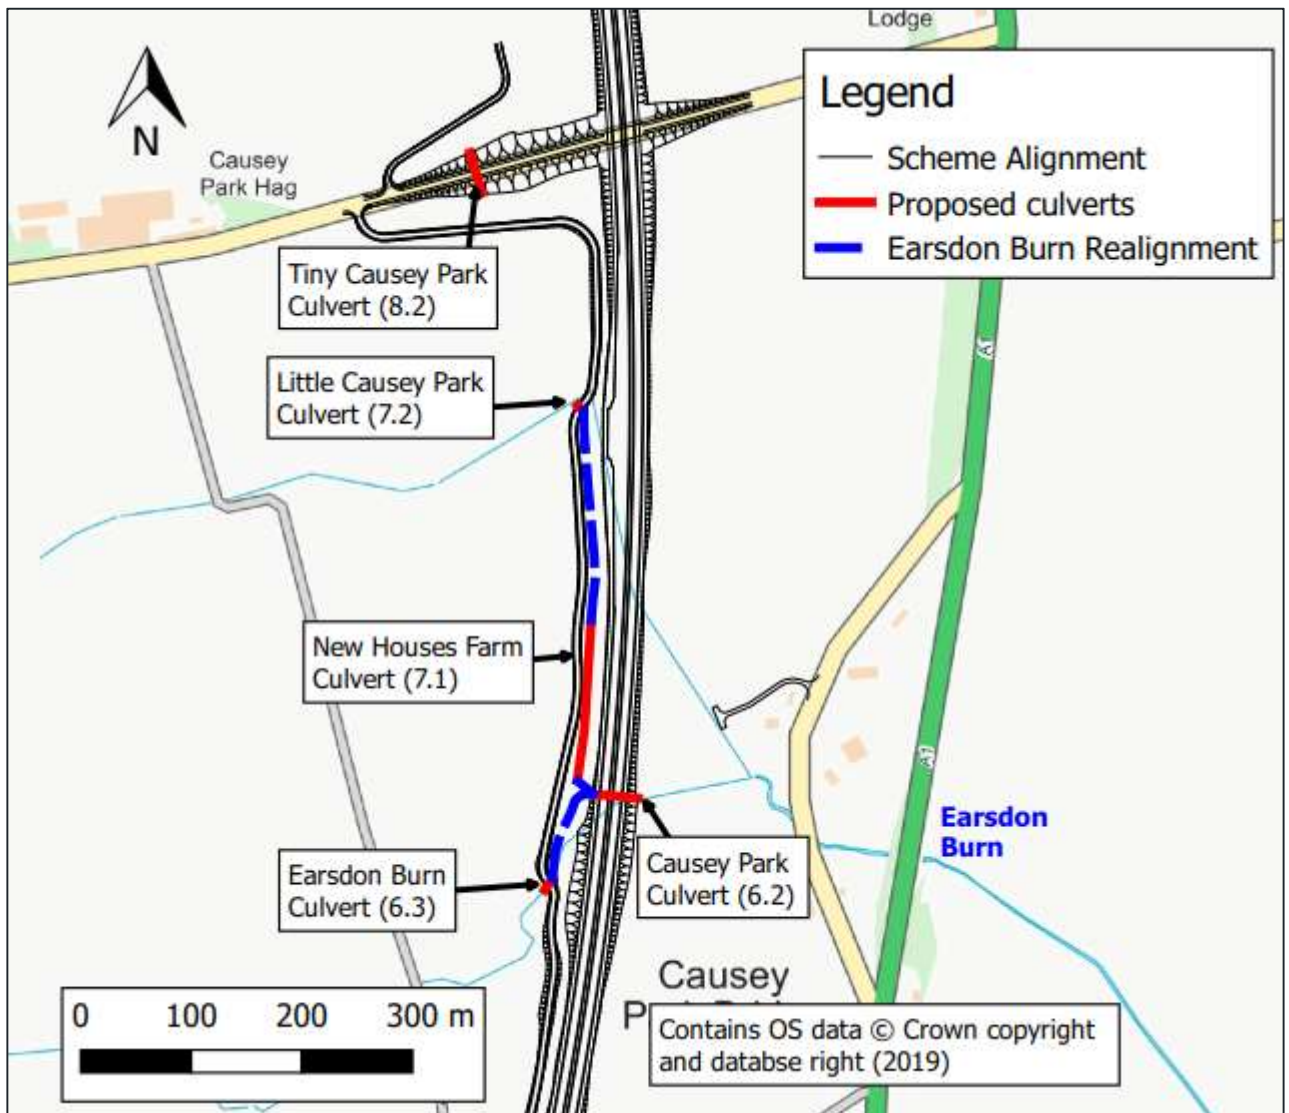 Lodge
Legend
Scheme Alignment
Proposed culverts
Earsdon Burn Realignment
N
Causey
Park Hag
Tiny Causey Park
Culvert (8.2)
Little Causey Park
Culvert (7.2)
A1
New Houses Farm
Culvert (7.1)
A1
Earsdon
Burn
Earsdon Burn
Culvert (6.3)
Causey Park
Culvert (6.2)
Causey
0 100 200 300 m
Contains OS data © Crown copyright
and databse right (2019)